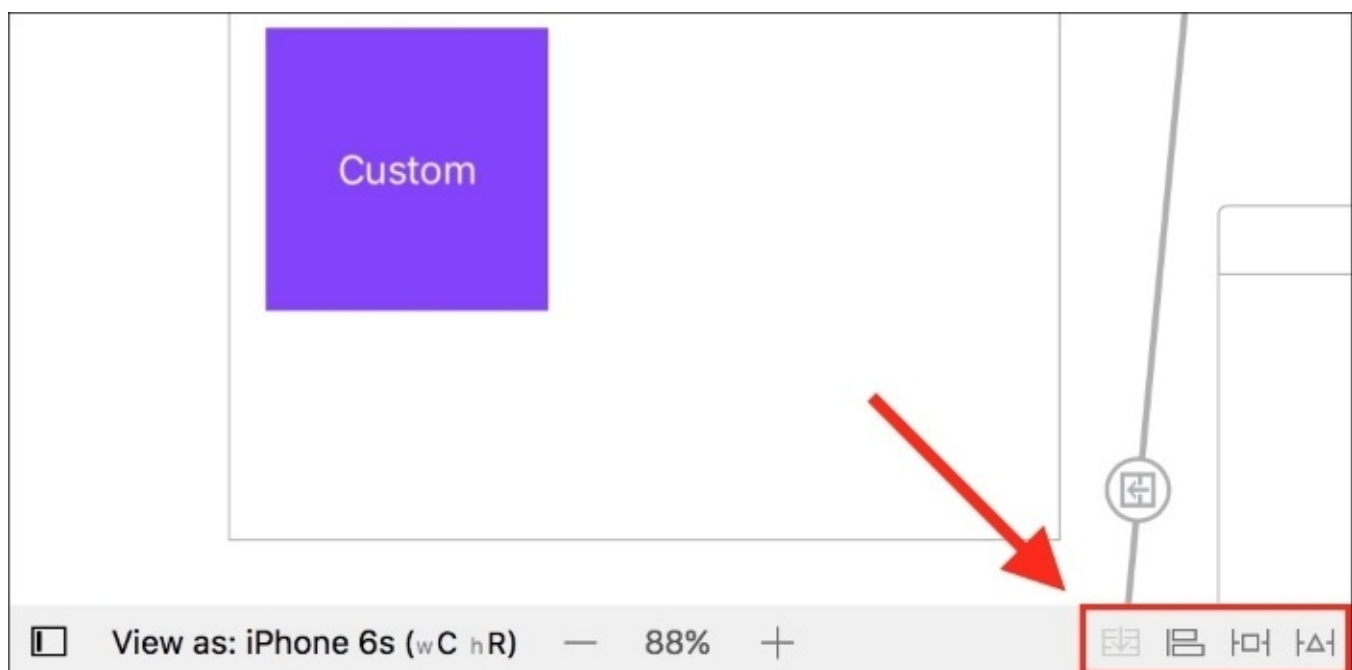 Custom
View as: iPhone 6s (wC hR) — 88% +